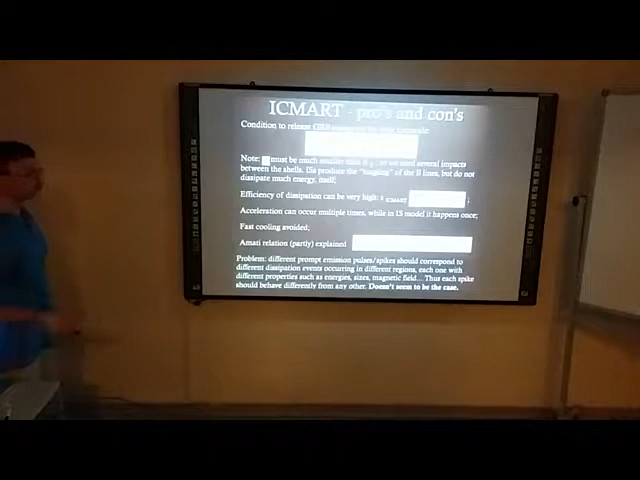 ICMART - pro's and con's
Condition to release GRB
Note: must be much smaller than need several impacts
between the shells. ISs produce the "tangling" of the B lines, but do not
dissipate much energy, itself;
Efficiency of dissipation can be very high: ICMART ;
Acceleration can occur multiple times, while in IS model it happens once;
Fast cooling avoided;
Amati relation (partly) explained
Problem: different prompt emission pulses/spikes should correspond to
different dissipation events occurring in different regions, each one with
different properties such as energies, sizes, magnetic field... Thus each spike
should behave differently from any other. Doesn't seem to be the case.